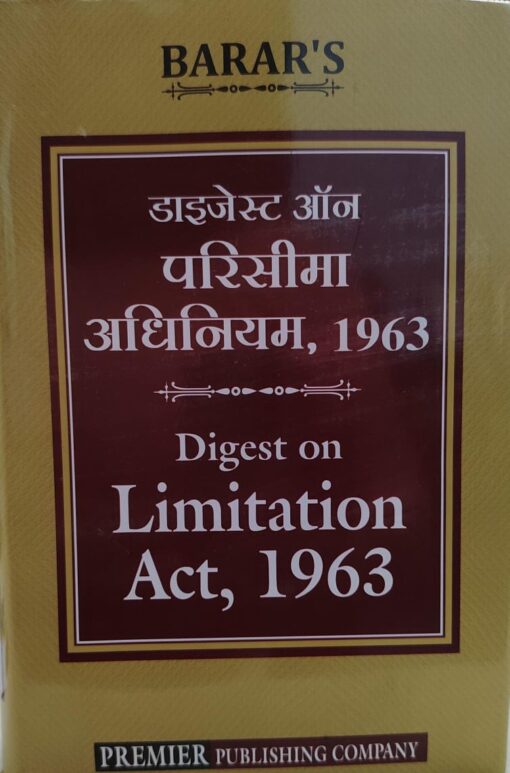 BARAR'S
डाइजेस्ट ऑन
परिसीमा
अधिनियम, 1963
Digest on
Limitation
Act, 1963
PREMIER PUBLISHING COMPANY